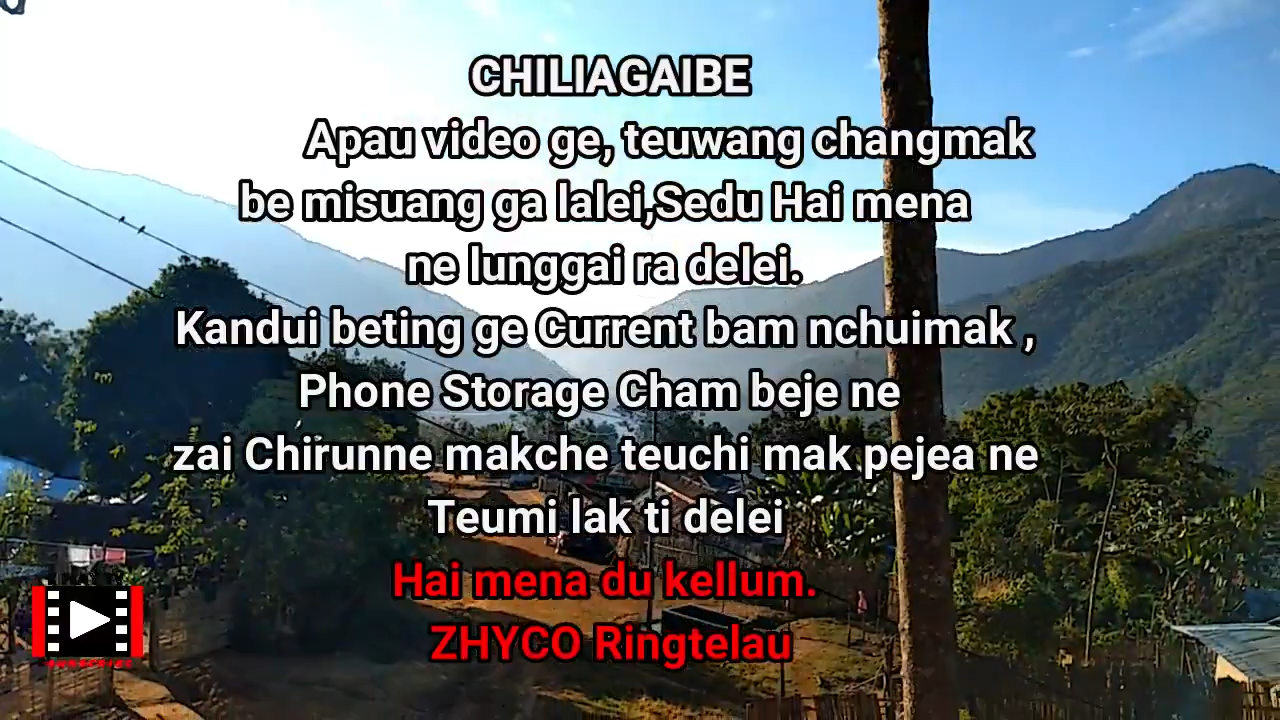 CHILIAGAIBE
Apau video ge, teuwang changmak
be misuang ga lalei,Sedu Hai mena
ne lunggai ra delei.
Kandui beting ge Current bam nchuimak ,
Phone Storage Cham beje ne
zai Chirunne makche teuchi mak pejea ne
Teumi lak ti delei
Hai mena du kellum.
ZHYCO Ringtelau